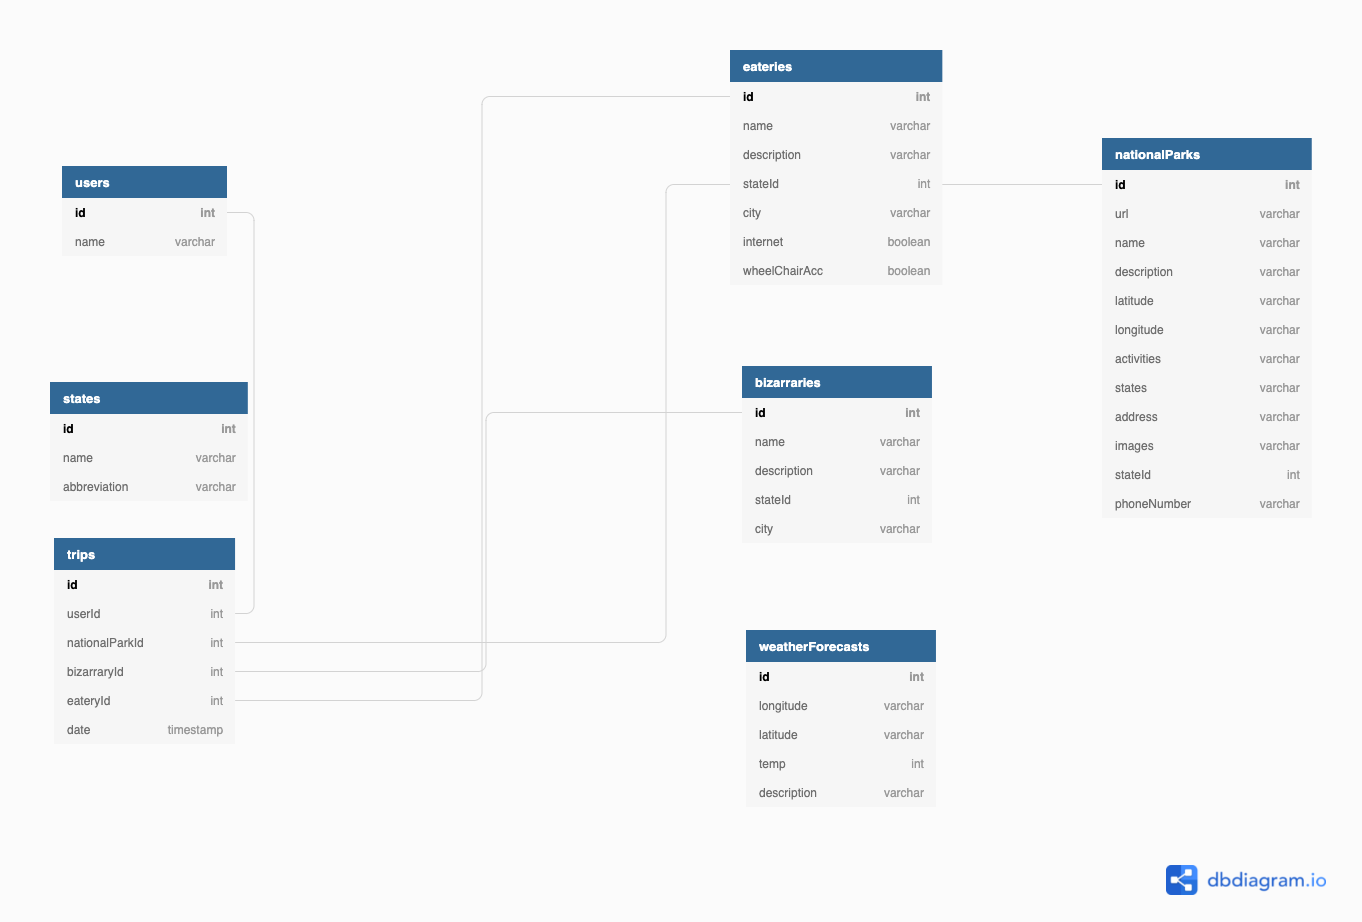 users
id int
name varchar
states
id int
name varchar
abbreviation varchar
trips
id int
userId int
nationalParkId int
bizarraryId int
eateryId int
date timestamp
eateries
id int
name varchar
description varchar
stateId int
city varchar
internet boolean
wheelChairAcc boolean
bizarraries
id int
name varchar
description varchar
stateId int
city varchar
weatherForecasts
id int
longitude varchar
latitude varchar
temp int
description varchar
nationalParks
id int
url varchar
name varchar
description varchar
latitude varchar
longitude varchar
activities varchar
states varchar
address varchar
images varchar
stateId int
phoneNumber varchar
dbdiagram.io